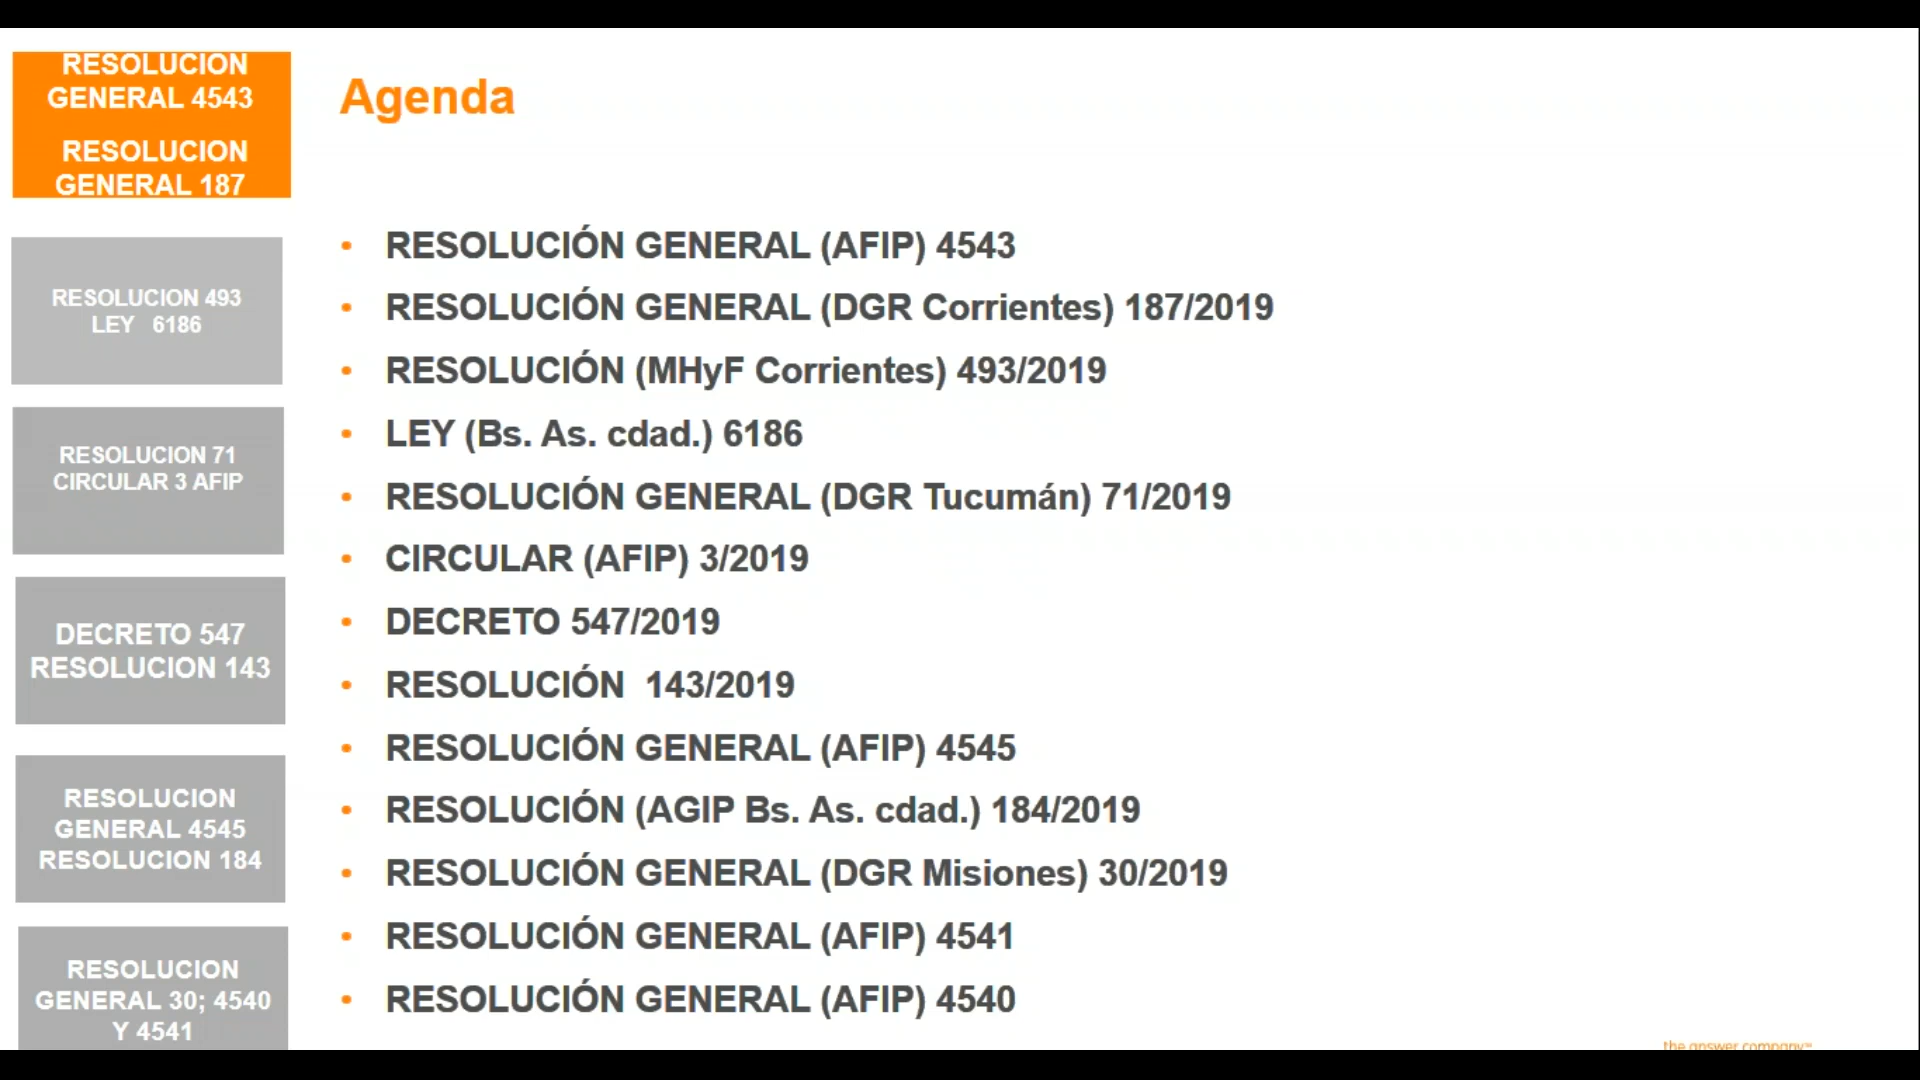 RESOLUCION
GENERAL 4543
RESOLUCION
GENERAL 187
RESOLUCION 493
LEY 6186
RESOLUCION 71
CIRCULAR 3 AFIP
DECRETO 547
RESOLUCION 143
RESOLUCION
GENERAL 4545
RESOLUCION 184
RESOLUCION
GENERAL 30; 4540
Y 4541
Agenda
• RESOLUCIÓN GENERAL (AFIP) 4543
• RESOLUCIÓN GENERAL (DGR Corrientes) 187/2019
• RESOLUCIÓN (MHyF Corrientes) 493/2019
• LEY (Bs. As. cdad.) 6186
• RESOLUCIÓN GENERAL (DGR Tucumán) 71/2019
• CIRCULAR (AFIP) 3/2019
• DECRETO 547/2019
• RESOLUCIÓN 143/2019
• RESOLUCIÓN GENERAL (AFIP) 4545
• RESOLUCIÓN (AGIP Bs. As. cdad.) 184/2019
• RESOLUCIÓN GENERAL (DGR Misiones) 30/2019
• RESOLUCIÓN GENERAL (AFIP) 4541
• RESOLUCIÓN GENERAL (AFIP) 4540
the answer company™